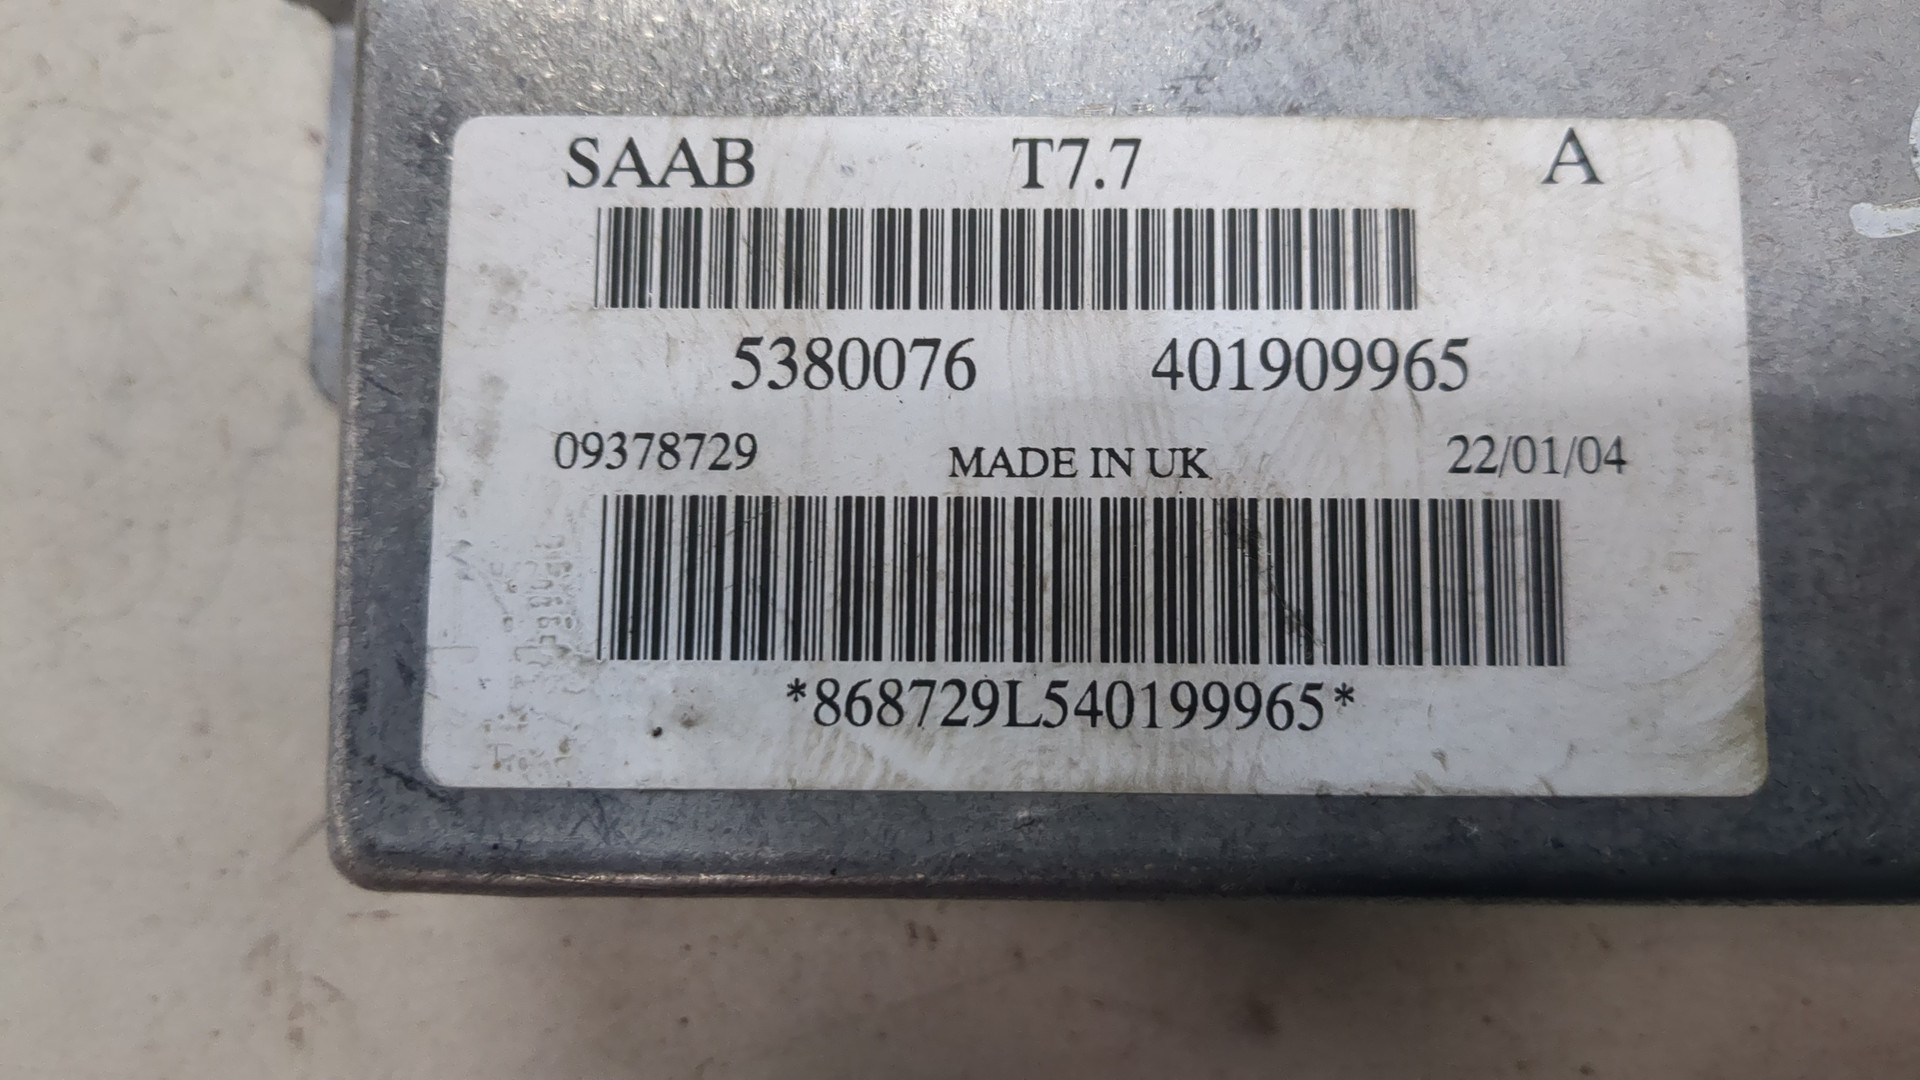 SAAB T7.7 A
5380076 401909965
09378729 MADE IN UK 22/01/04
*868729L540199965*